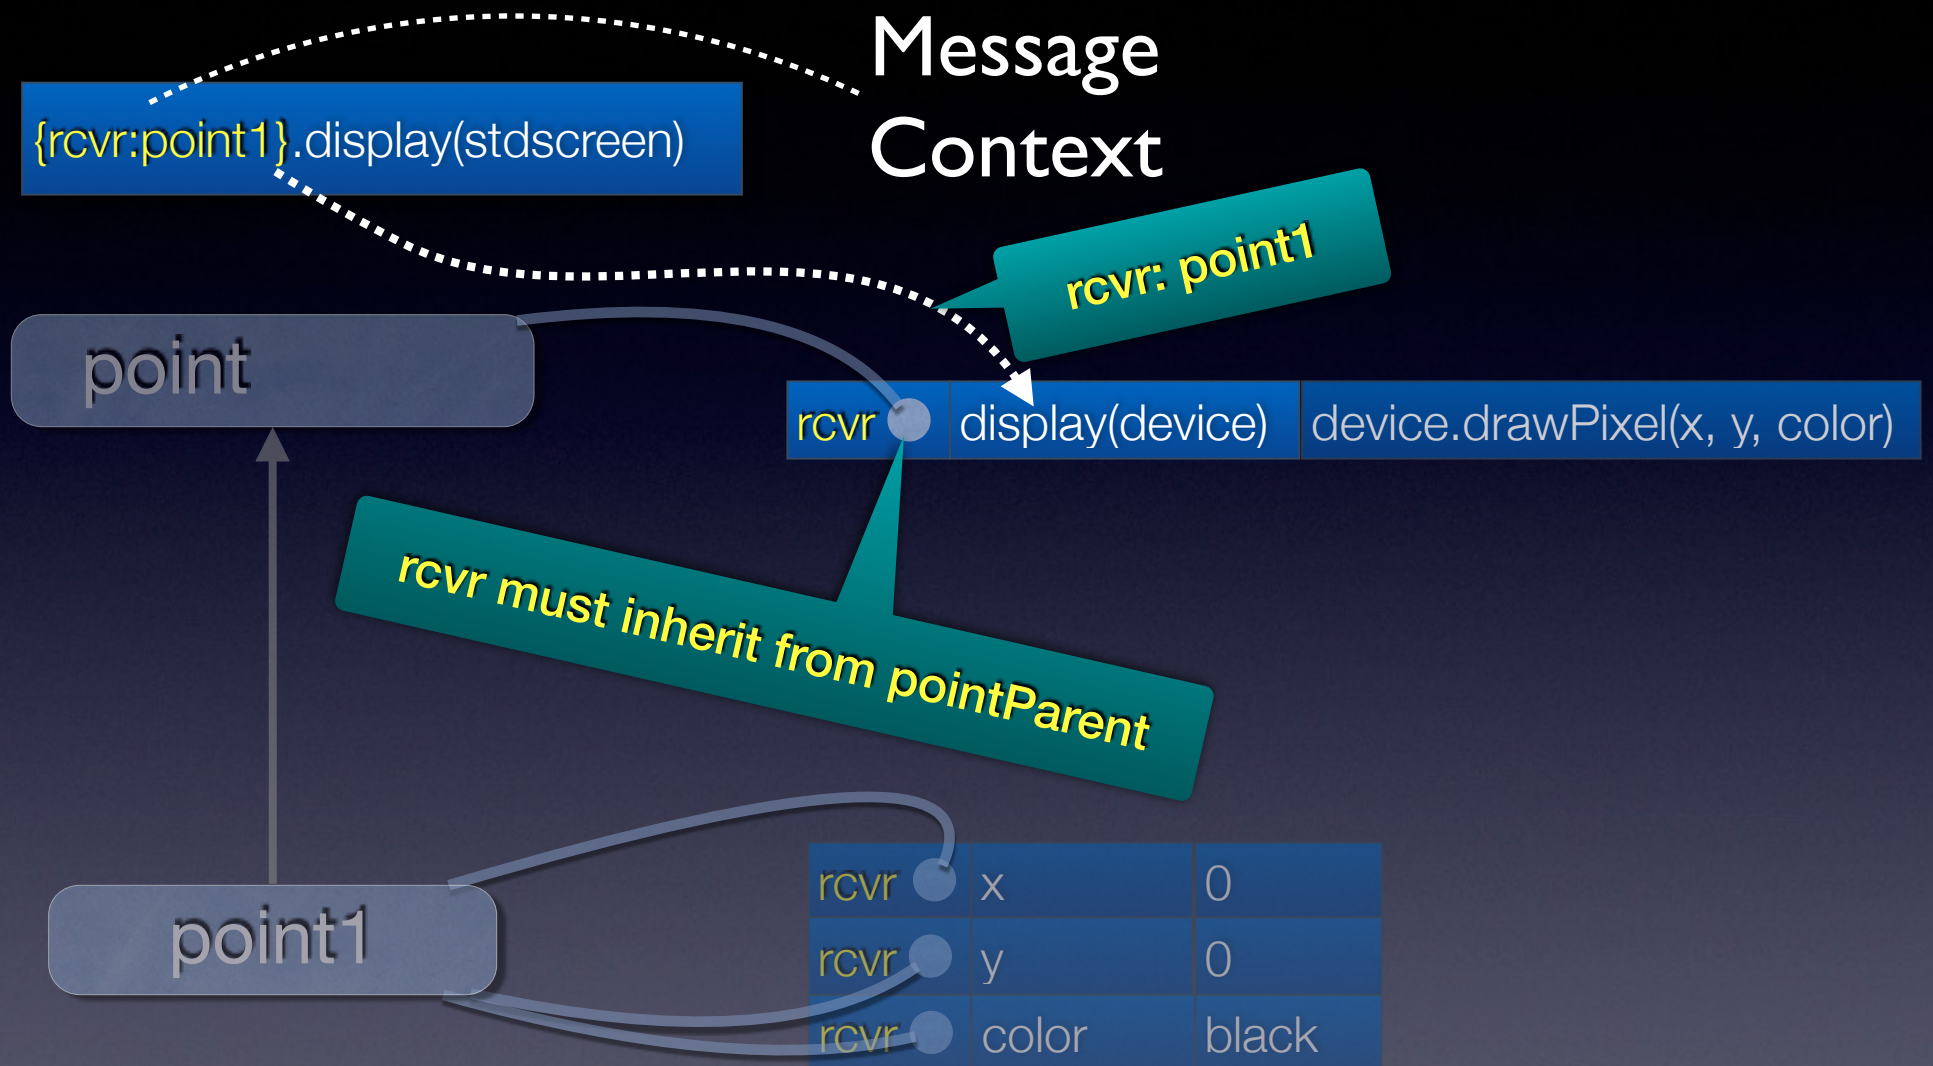 Message
Context
{rcvr:point1}.display(stdscreen)
rcvr: point1
point
rcvr display(device) device.drawPixel(x, y, color)
rcvr must inherit from pointParent
point1
rcvr x 0
rcvr y 0
rcvr color black